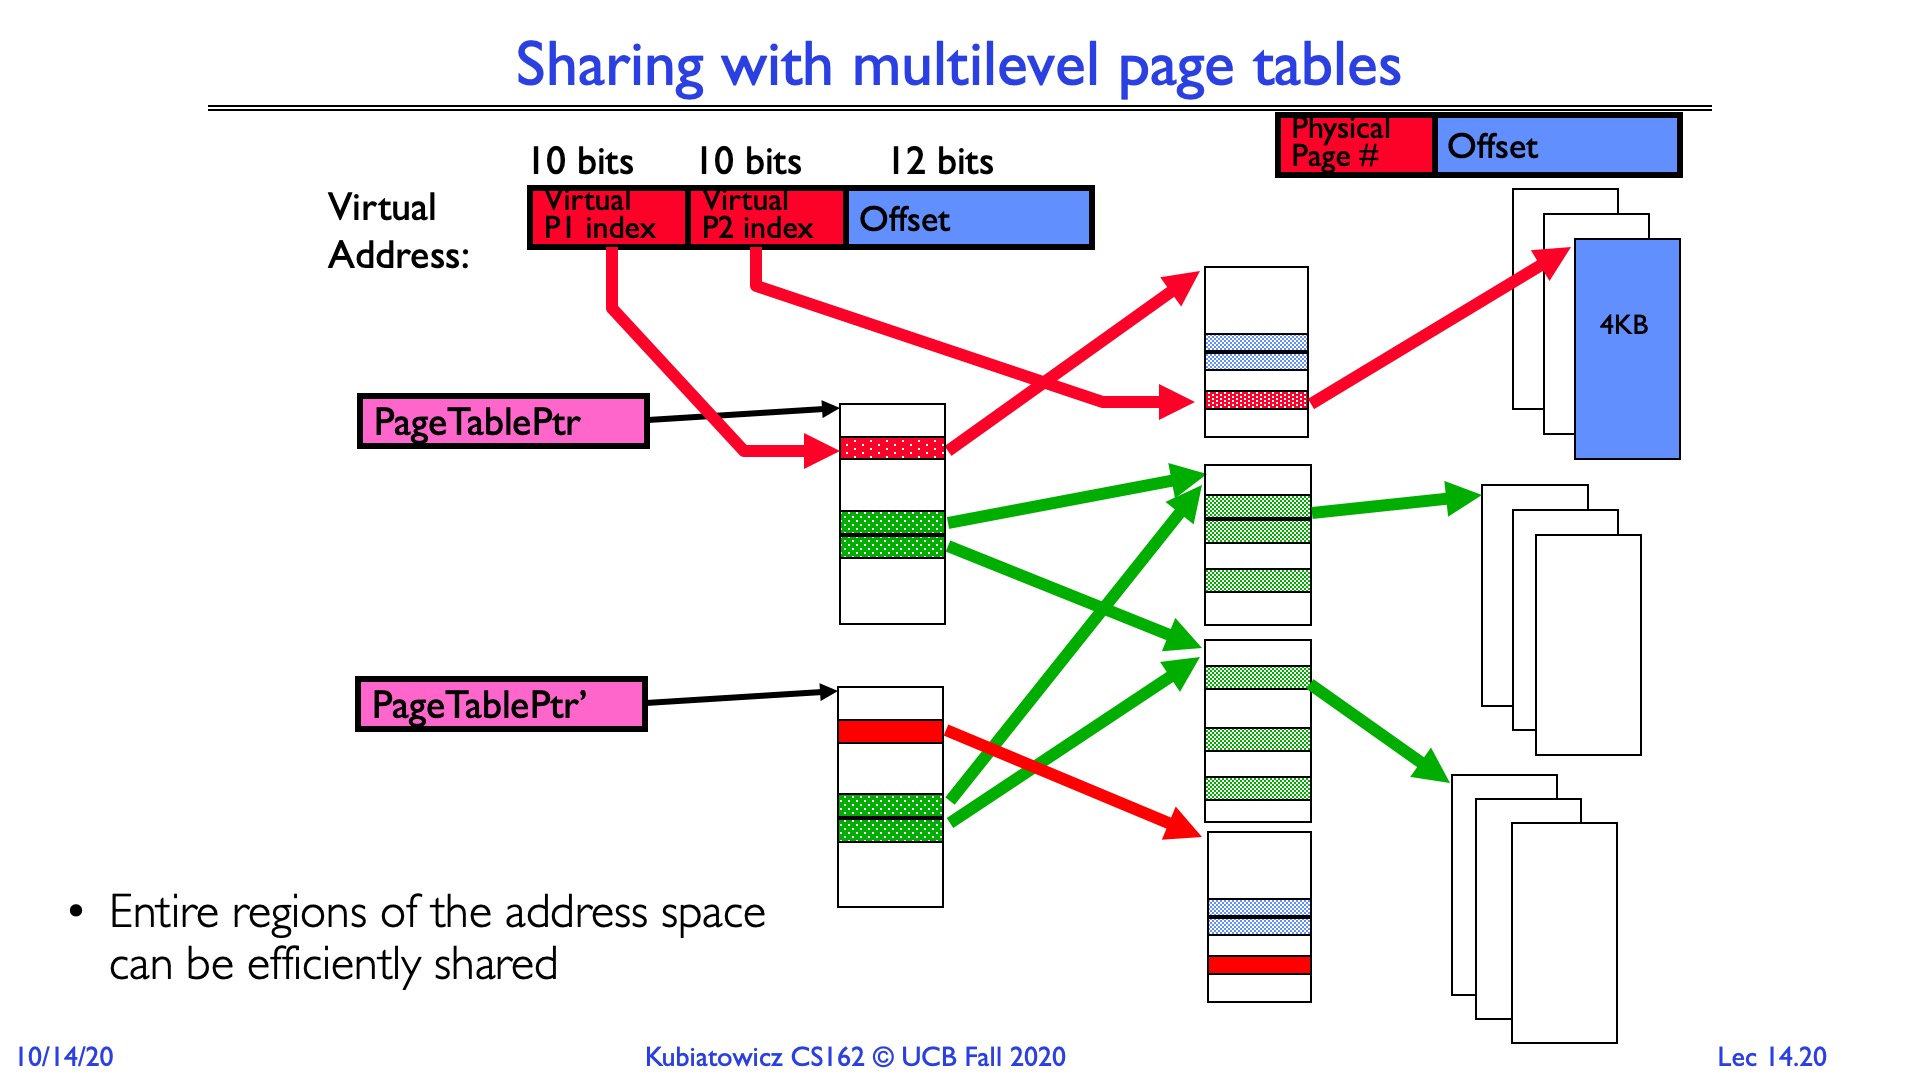 Sharing with multilevel page tables
Physical
Page #
Offset
10 bits
10 bits
12 bits
Virtual
Address:
Virtual
P1 index
Virtual
P2 index
Offset
4KB
PageTablePtr
PageTablePtr’
• Entire regions of the address space
can be efficiently shared
10/14/20
Kubiatowicz CS162 © UCB Fall 2020
Lec 14.20